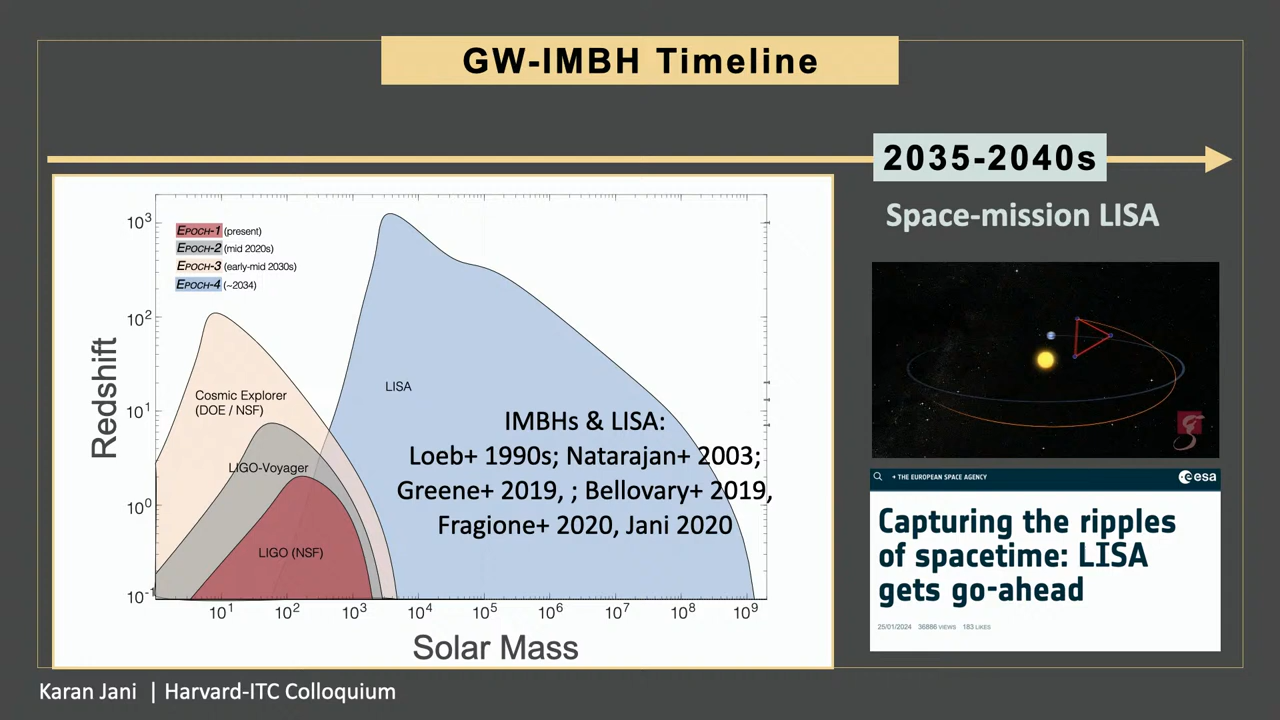 GW-IMBH Timeline
2035-2040s
Space-mission LISA
Redshift
10³
10²
10¹
10⁰
10⁻¹
EPOCH-1 (present)
EPOCH-2 (mid 2020s)
EPOCH-3 (early-mid 2030s)
EPOCH-4 (~2034)
LISA
Cosmic Explorer
(DOE / NSF)
LIGO-Voyager
LIGO (NSF)
IMBHs & LISA:
Loeb+ 1990s; Natarajan+ 2003;
Greene+ 2019, ; Bellovary+ 2019,
Fragione+ 2020, Jani 2020
10¹ 10² 10³ 10⁴ 10⁵ 10⁶ 10⁷ 10⁸ 10⁹
Solar Mass
+ THE EUROPEAN SPACE AGENCY
esa
Capturing the ripples
of spacetime: LISA
gets go-ahead
25/01/2024 36886 VIEWS 183 LIKES
Karan Jani | Harvard-ITC Colloquium